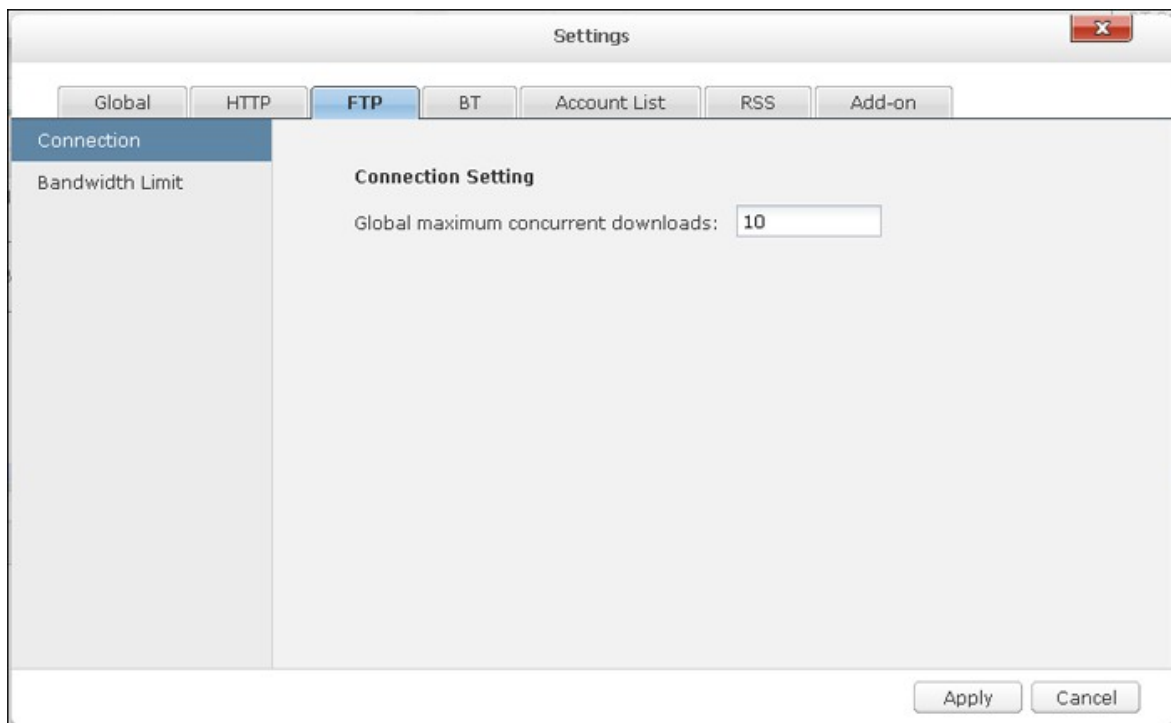 Settings
Global HTTP FTP BT Account List RSS Add-on
Connection
Bandwidth Limit
Connection Setting
Global maximum concurrent downloads: 10
Apply Cancel